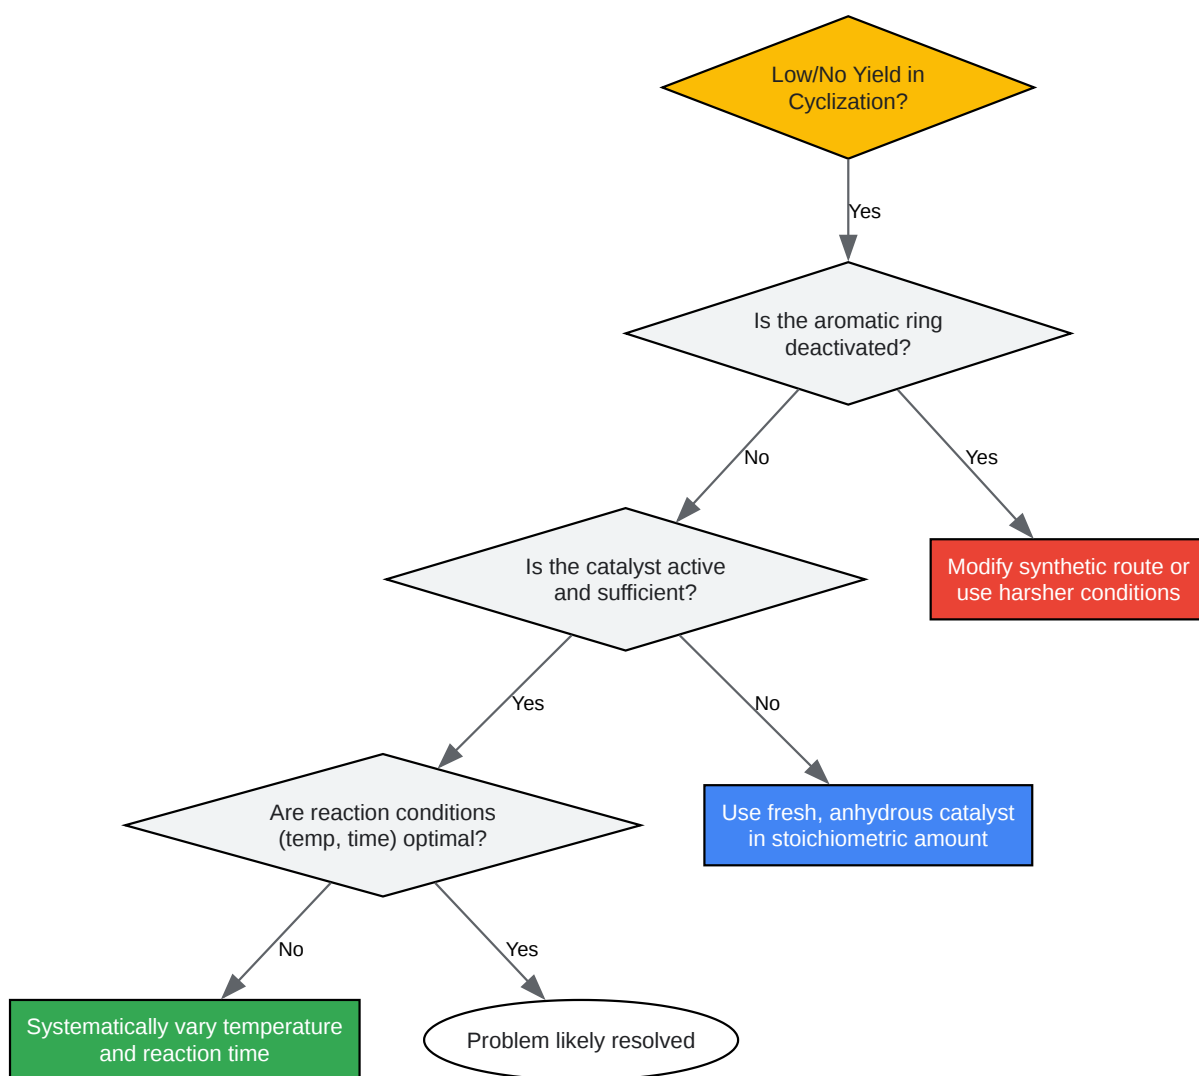 Low/No Yield in
Cyclization?
Yes
Is the aromatic ring
deactivated?
No
Yes
Is the catalyst active
and sufficient?
Modify synthetic route or
use harsher conditions
Yes
No
Are reaction conditions
(temp, time) optimal?
Use fresh, anhydrous catalyst
in stoichiometric amount
No
Yes
Systematically vary temperature
and reaction time
Problem likely resolved